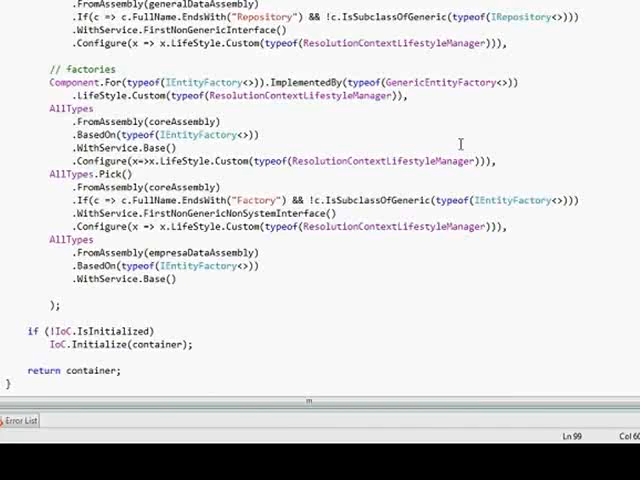 .FromAssembly(generalDataAssembly)
.If(c => c.FullName.EndsWith("Repository") && !c.IsSubclassOfGeneric(typeof(IRepository<>)))
.WithService.FirstNonGenericInterface()
.Configure(x => x.LifeStyle.Custom(typeof(ResolutionContextLifestyleManager))),
// factories
Component.For(typeof(IEntityFactory<>)).ImplementedBy(typeof(GenericEntityFactory<>))
.LifeStyle.Custom(typeof(ResolutionContextLifestyleManager)),
AllTypes
.FromAssembly(coreAssembly)
.BasedOn(typeof(IEntityFactory<>))
.WithService.Base()
.Configure(x=>x.LifeStyle.Custom(typeof(ResolutionContextLifestyleManager))),
AllTypes.Pick()
.FromAssembly(coreAssembly)
.If(c => c.FullName.EndsWith("Factory") && !c.IsSubclassOfGeneric(typeof(IEntityFactory<>)))
.WithService.FirstNonGenericNonSystemInterface()
.Configure(x => x.LifeStyle.Custom(typeof(ResolutionContextLifestyleManager))),
AllTypes
.FromAssembly(empresaDataAssembly)
.BasedOn(typeof(IEntityFactory<>))
.WithService.Base()
);
if (!IoC.IsInitialized)
IoC.Initialize(container);
return container;
}
Error List
Ln 99 Col 60